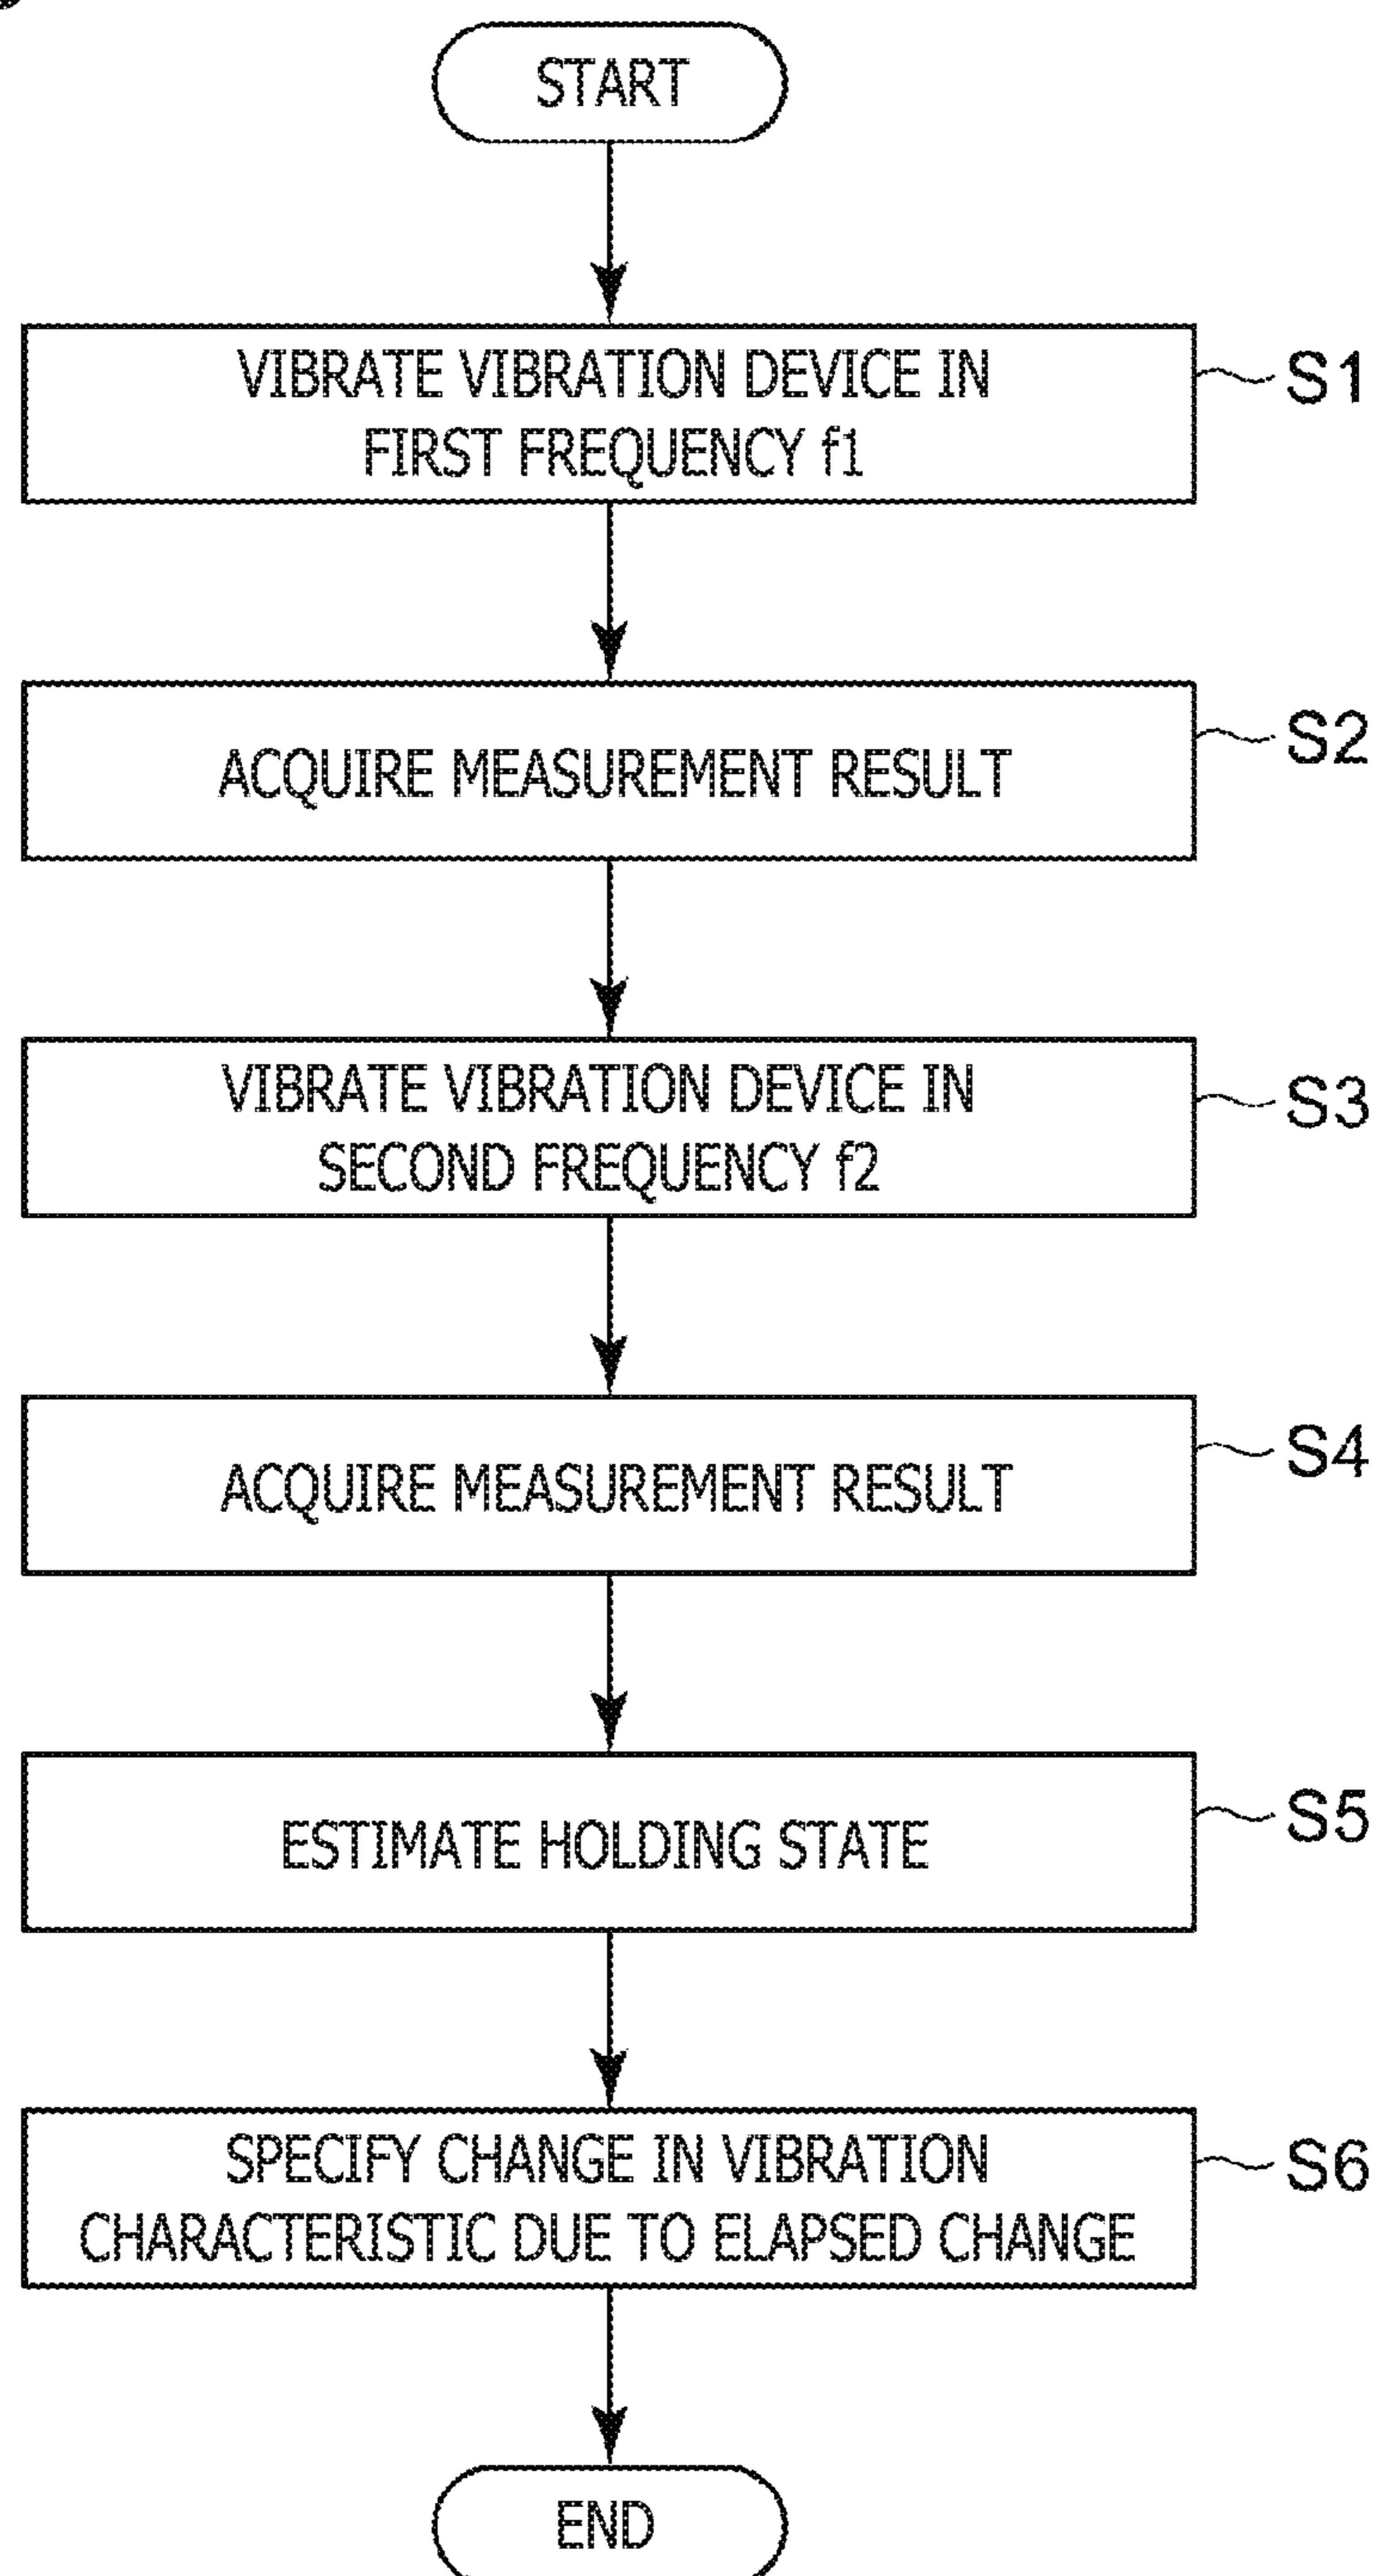 START
VIBRATE VIBRATION DEVICE IN
FIRST FREQUENCY f1
S1
ACQUIRE MEASUREMENT RESULT
S2
VIBRATE VIBRATION DEVICE IN
SECOND FREQUENCY f2
S3
ACQUIRE MEASUREMENT RESULT
S4
ESTIMATE HOLDING STATE
S5
SPECIFY CHANGE IN VIBRATION
CHARACTERISTIC DUE TO ELAPSED CHANGE
S6
END